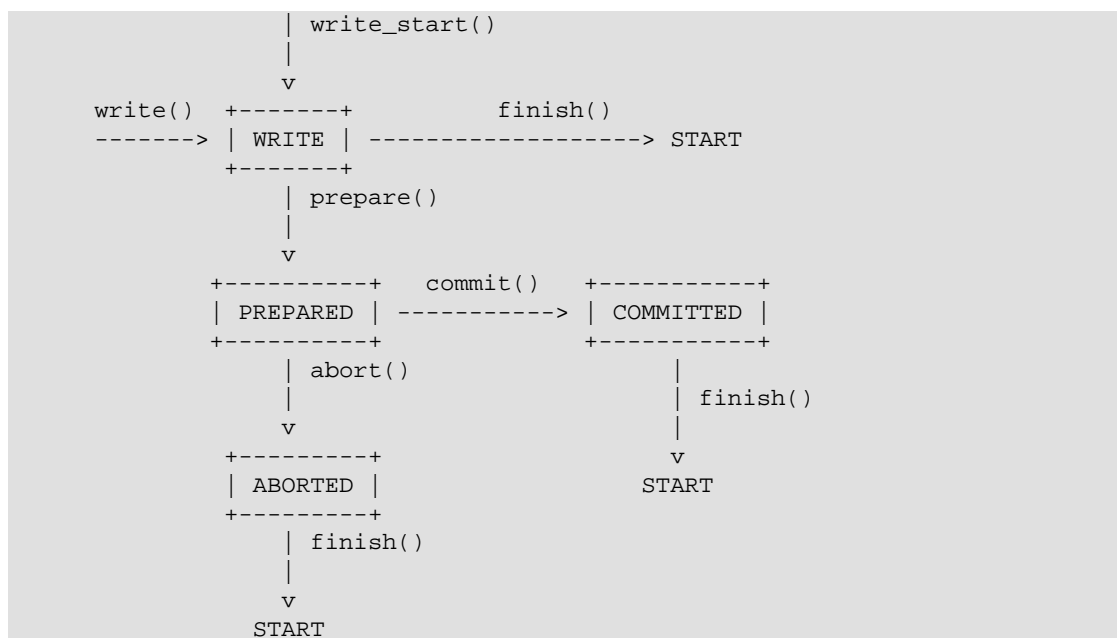 | write_start()
             |
             v
write() +-------+          finish()
-------> | WRITE | -------------------> START
         +-------+
             | prepare()
             |
             v
        +----------+   commit()   +-----------+
        | PREPARED | -----------> | COMMITTED |
        +----------+              +-----------+
             | abort()                  |
             |                          | finish()
             v                          |
         +---------+                    v
         | ABORTED |                  START
         +---------+
             | finish()
             |
             v
           START